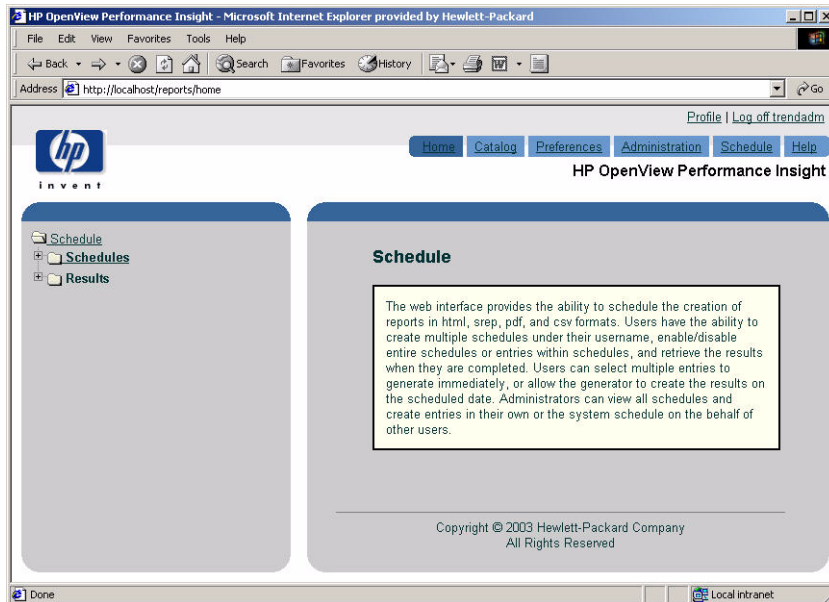 HP OpenView Performance Insight - Microsoft Internet Explorer provided by Hewlett-Packard
File Edit View Favorites Tools Help
Back Search Favorites History
Address http://localhost/reports/home Go
Profile | Log off trendadm
hp
invent
Home Catalog Preferences Administration Schedule Help
HP OpenView Performance Insight
Schedule
Schedules
Results
Schedule
The web interface provides the ability to schedule the creation of
reports in html, srep, pdf, and csv formats. Users have the ability to
create multiple schedules under their username, enable/disable
entire schedules or entries within schedules, and retrieve the results
when they are completed. Users can select multiple entries to
generate immediately, or allow the generator to create the results on
the scheduled date. Administrators can view all schedules and
create entries in their own or the system schedule on the behalf of
other users.
Copyright © 2003 Hewlett-Packard Company
All Rights Reserved
Done Local intranet